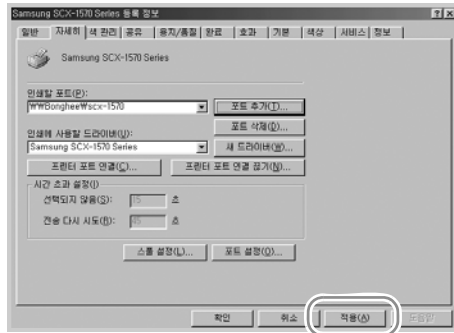 Samsung SCX-1570 Series 등록 정보
일반 자세히 색 관리 공유 용지/품질 완료 효과 기본 색상 서비스 정보
Samsung SCX-1570 Series
인쇄할 포트(P):
₩₩Bonghee₩scx-1570
포트 추가(T)...
포트 삭제(D)...
인쇄에 사용할 드라이버(U):
Samsung SCX-1570 Series
새 드라이버(W)...
프린터 포트 연결(C)... 프린터 포트 연결 끊기(N)...
시간 초과 설정(I)
선택되지 않음(S): 15 초
전송 다시 시도(R): 45 초
스풀 설정(L)... 포트 설정(O)...
확인 취소 적용(A) 도움말